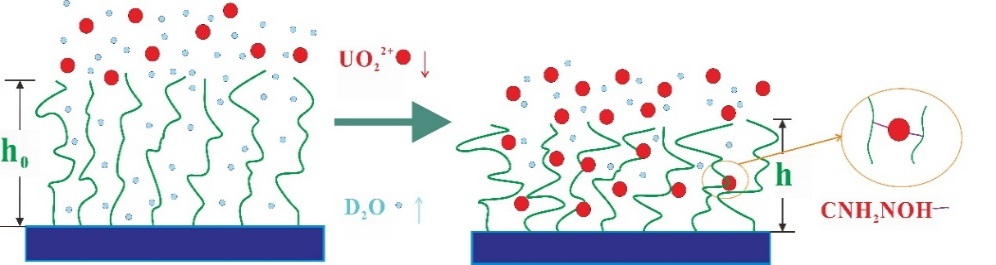 h₀
UO₂²⁺ ↓
D₂O ↑
h
CNH₂NOH—